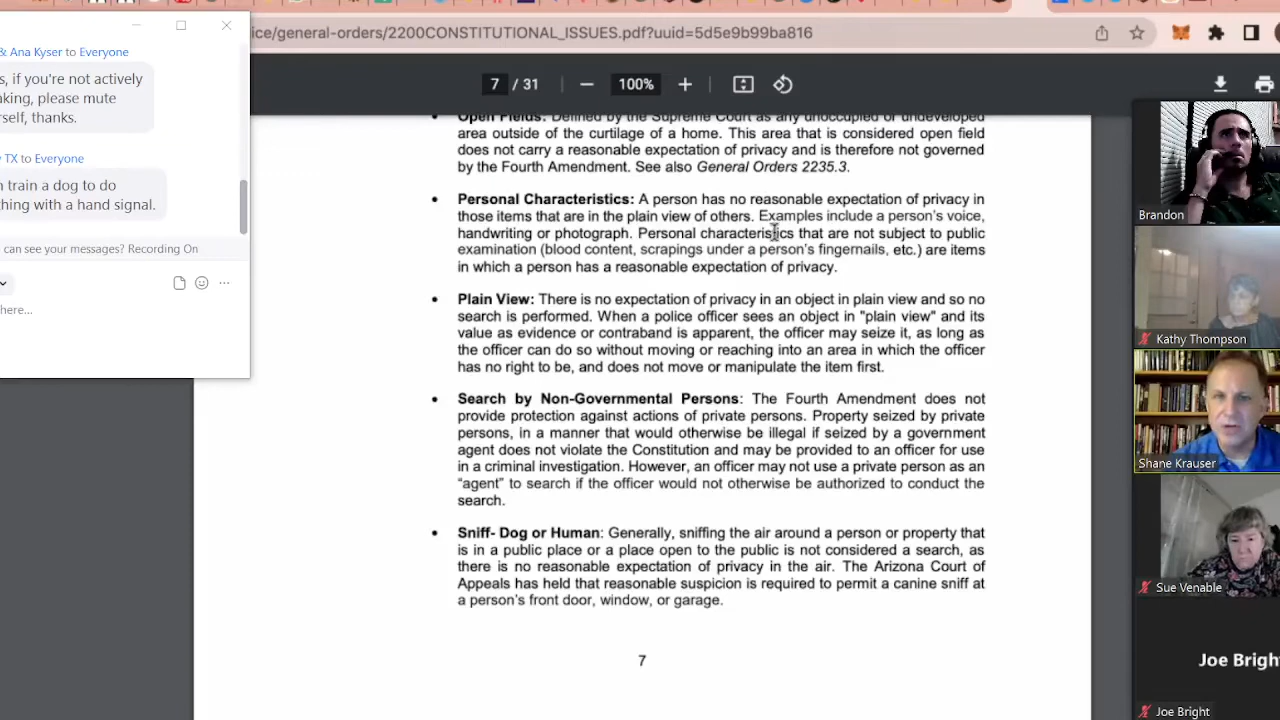 ice/general-orders/2200CONSTITUTIONAL_ISSUES.pdf?uuid=5d5e9b99ba816
7 / 31
100%
& Ana Kyser to Everyone
s, if you're not actively
aking, please mute
rself, thanks.
TX to Everyone
n train a dog to do
thing with a hand signal.
can see your messages? Recording On
here...
• Open Fields: Defined by the Supreme Court as any unoccupied or undeveloped
area outside of the curtilage of a home. This area that is considered open field
does not carry a reasonable expectation of privacy and is therefore not governed
by the Fourth Amendment. See also General Orders 2235.3.
• Personal Characteristics: A person has no reasonable expectation of privacy in
those items that are in the plain view of others. Examples include a person's voice,
handwriting or photograph. Personal characteristics that are not subject to public
examination (blood content, scrapings under a person's fingernails, etc.) are items
in which a person has a reasonable expectation of privacy.
• Plain View: There is no expectation of privacy in an object in plain view and so no
search is performed. When a police officer sees an object in "plain view" and its
value as evidence or contraband is apparent, the officer may seize it, as long as
the officer can do so without moving or reaching into an area in which the officer
has no right to be, and does not move or manipulate the item first.
• Search by Non-Governmental Persons: The Fourth Amendment does not
provide protection against actions of private persons. Property seized by private
persons, in a manner that would otherwise be illegal if seized by a government
agent does not violate the Constitution and may be provided to an officer for use
in a criminal investigation. However, an officer may not use a private person as an
“agent” to search if the officer would not otherwise be authorized to conduct the
search.
• Sniff- Dog or Human: Generally, sniffing the air around a person or property that
is in a public place or a place open to the public is not considered a search, as
there is no reasonable expectation of privacy in the air. The Arizona Court of
Appeals has held that reasonable suspicion is required to permit a canine sniff at
a person's front door, window, or garage.
7
Brandon
Kathy Thompson
Shane Krauser
Sue Venable
Joe Brigh
Joe Bright